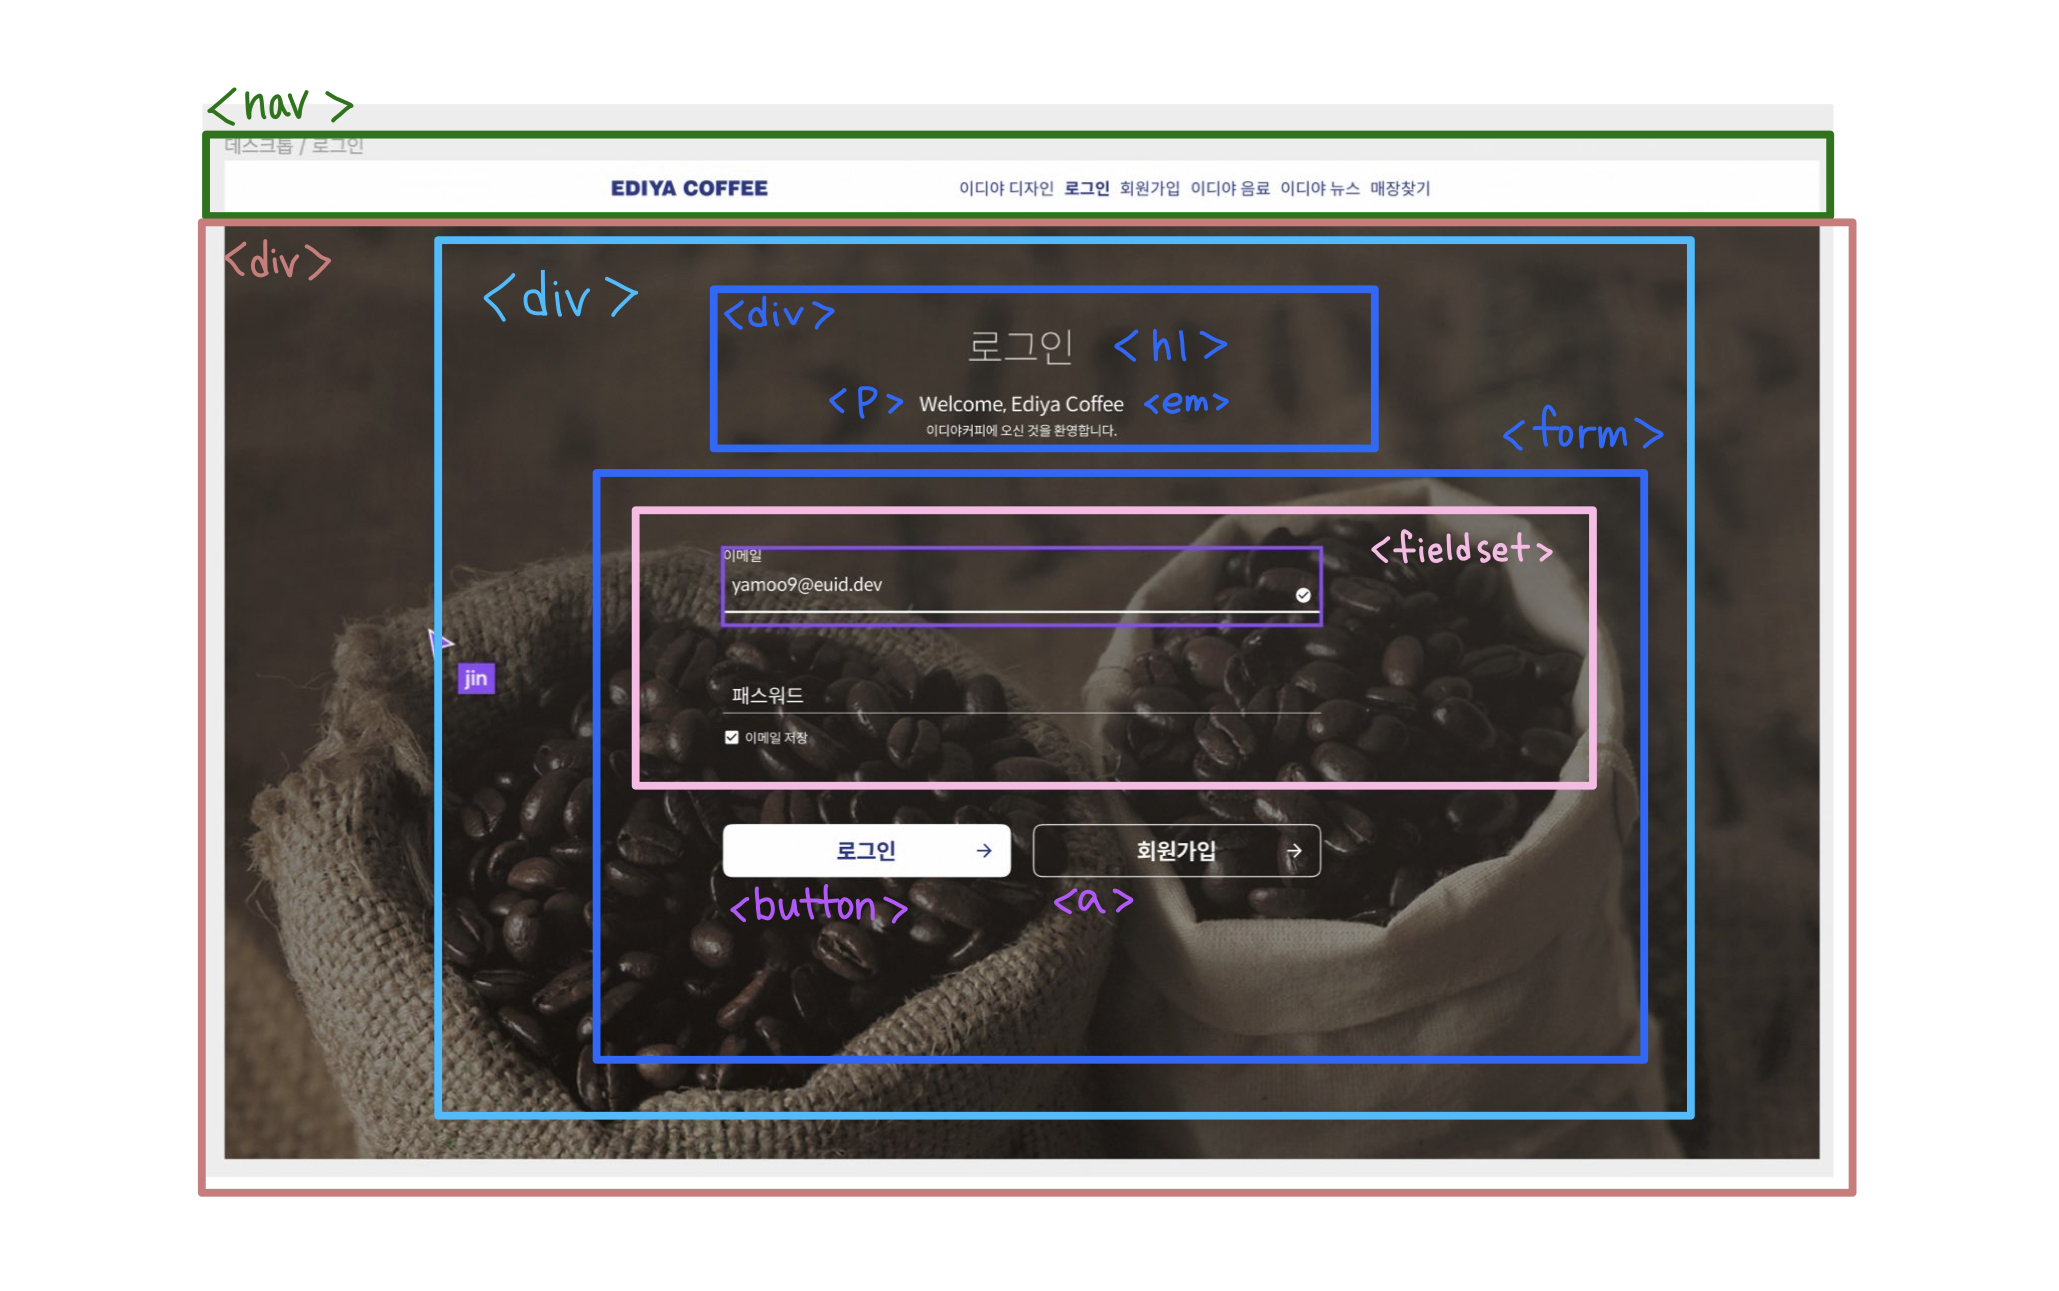 <nav>
데스크톱 / 로그인
EDIYA COFFEE 이디야 디자인 로그인 회원가입 이디야 음료 이디야 뉴스 매장찾기
<div>
<div>
<div>
로그인 <h1>
<p> Welcome, Ediya Coffee <em>
이디야커피에 오신 것을 환영합니다.
<form>
<fieldset>
이메일
yamoo9@euid.dev
jin
패스워드
이메일 저장
로그인 → 회원가입 →
<button> <a>